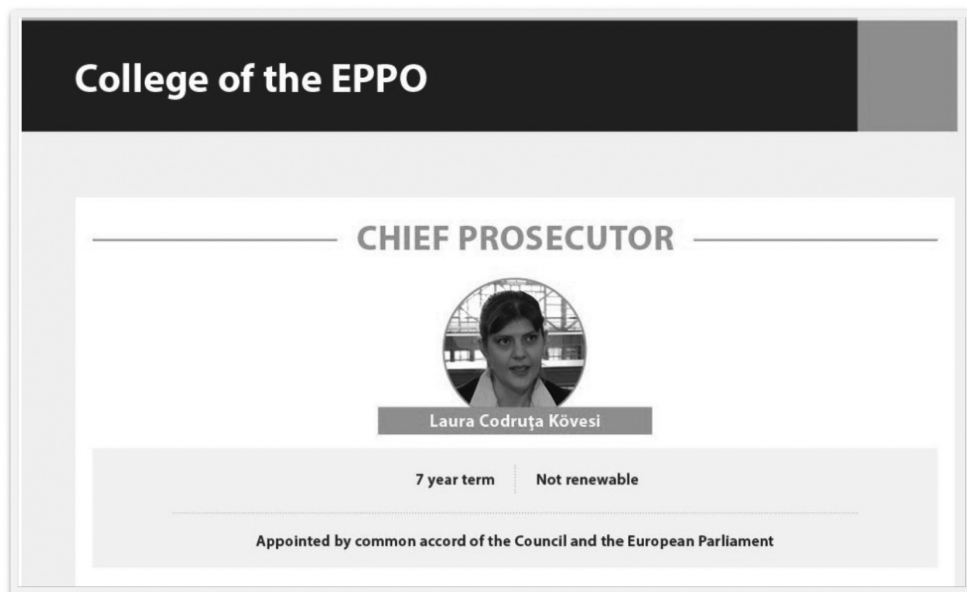 College of the EPPO
CHIEF PROSECUTOR
Laura Codruţa Kövesi
7 year term Not renewable
Appointed by common accord of the Council and the European Parliament